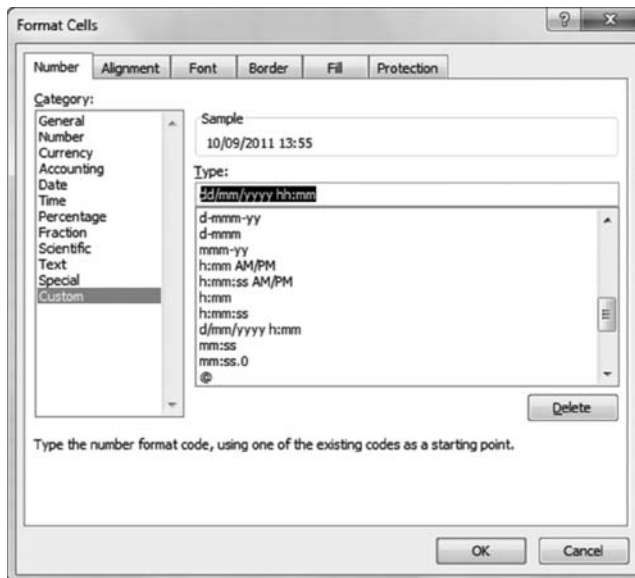 Format Cells
?
x
Number Alignment Font Border Fill Protection
Category:
General
Number
Currency
Accounting
Date
Time
Percentage
Fraction
Scientific
Text
Special
Custom
Sample
10/09/2011 13:55
Type:
dd/mm/yyyy hh:mm
d-mmm-yy
d-mmm
mmm-yy
h:mm AM/PM
h:mm:ss AM/PM
h:mm
h:mm:ss
d/mm/yyyy h:mm
mm:ss
mm:ss.0
@
Delete
Type the number format code, using one of the existing codes as a starting point.
OK Cancel